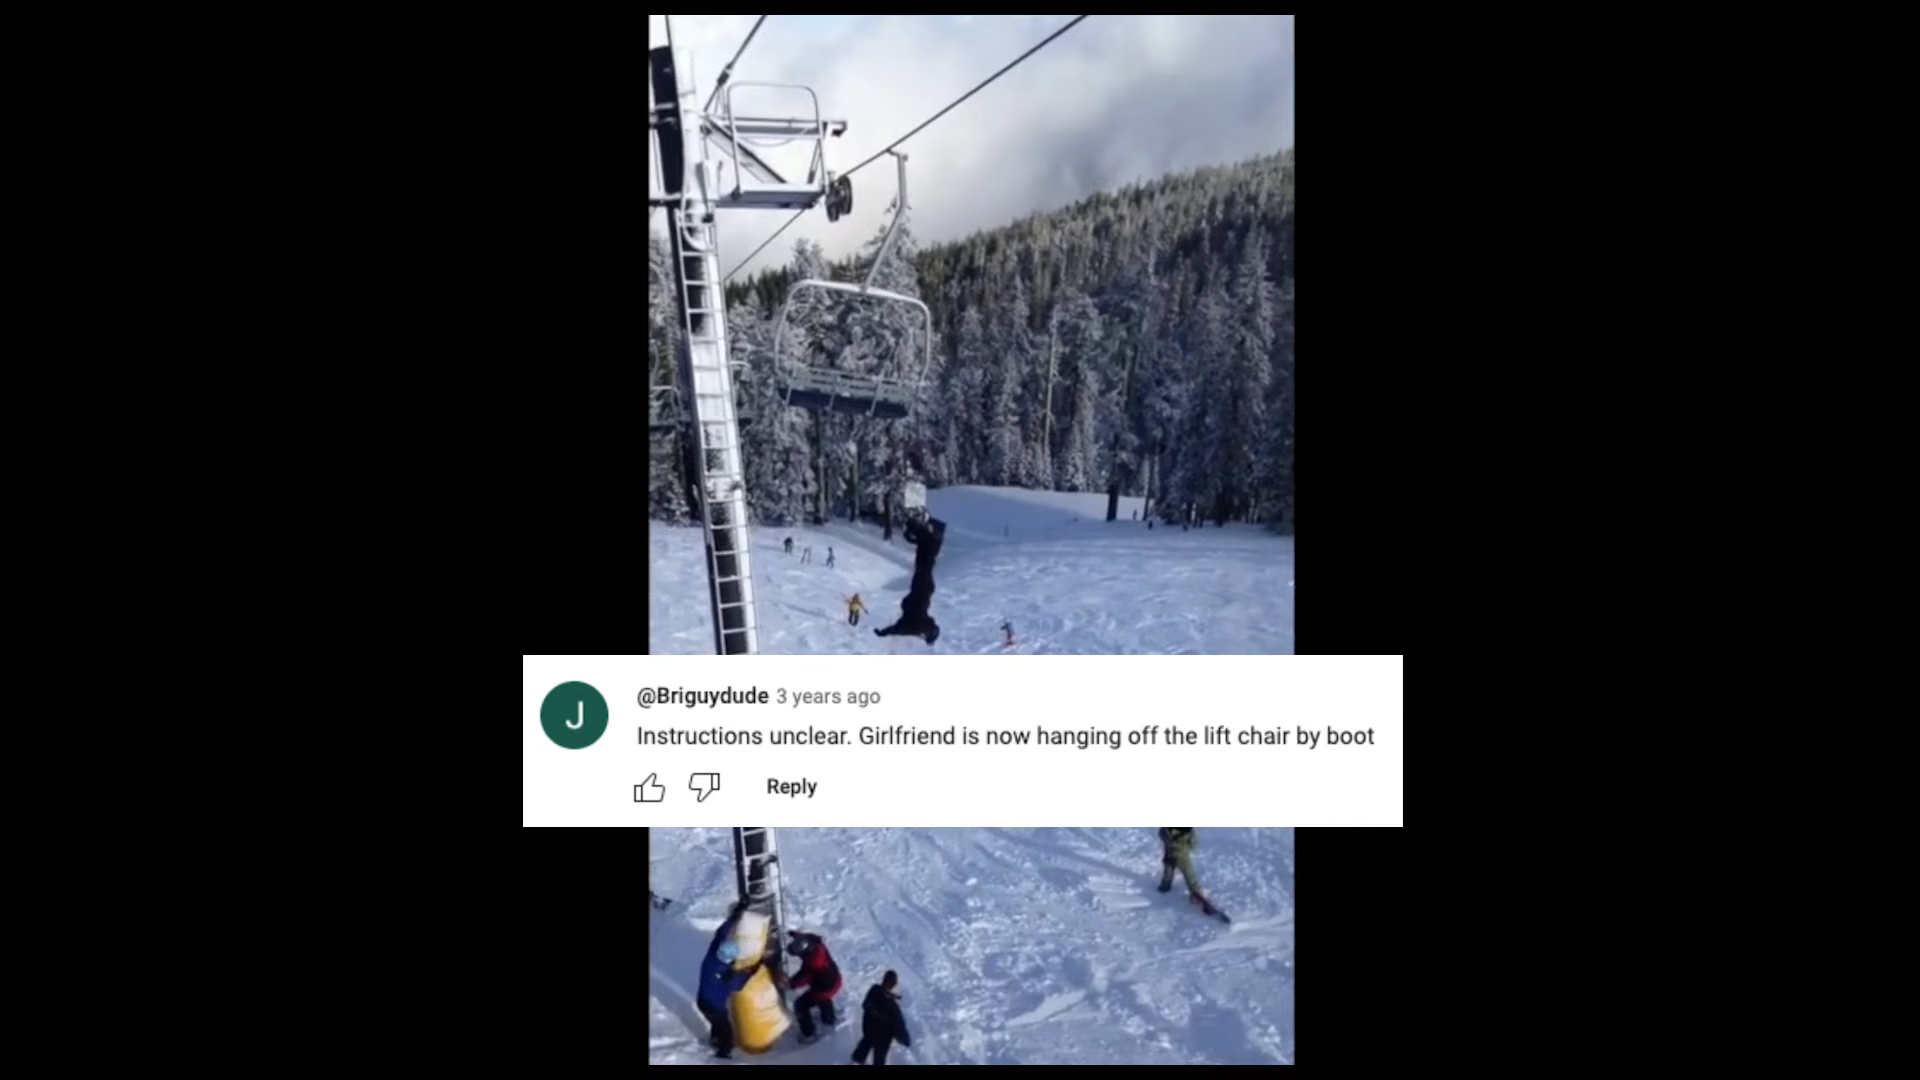 J
@Briguydude 3 years ago
Instructions unclear. Girlfriend is now hanging off the lift chair by boot
Reply